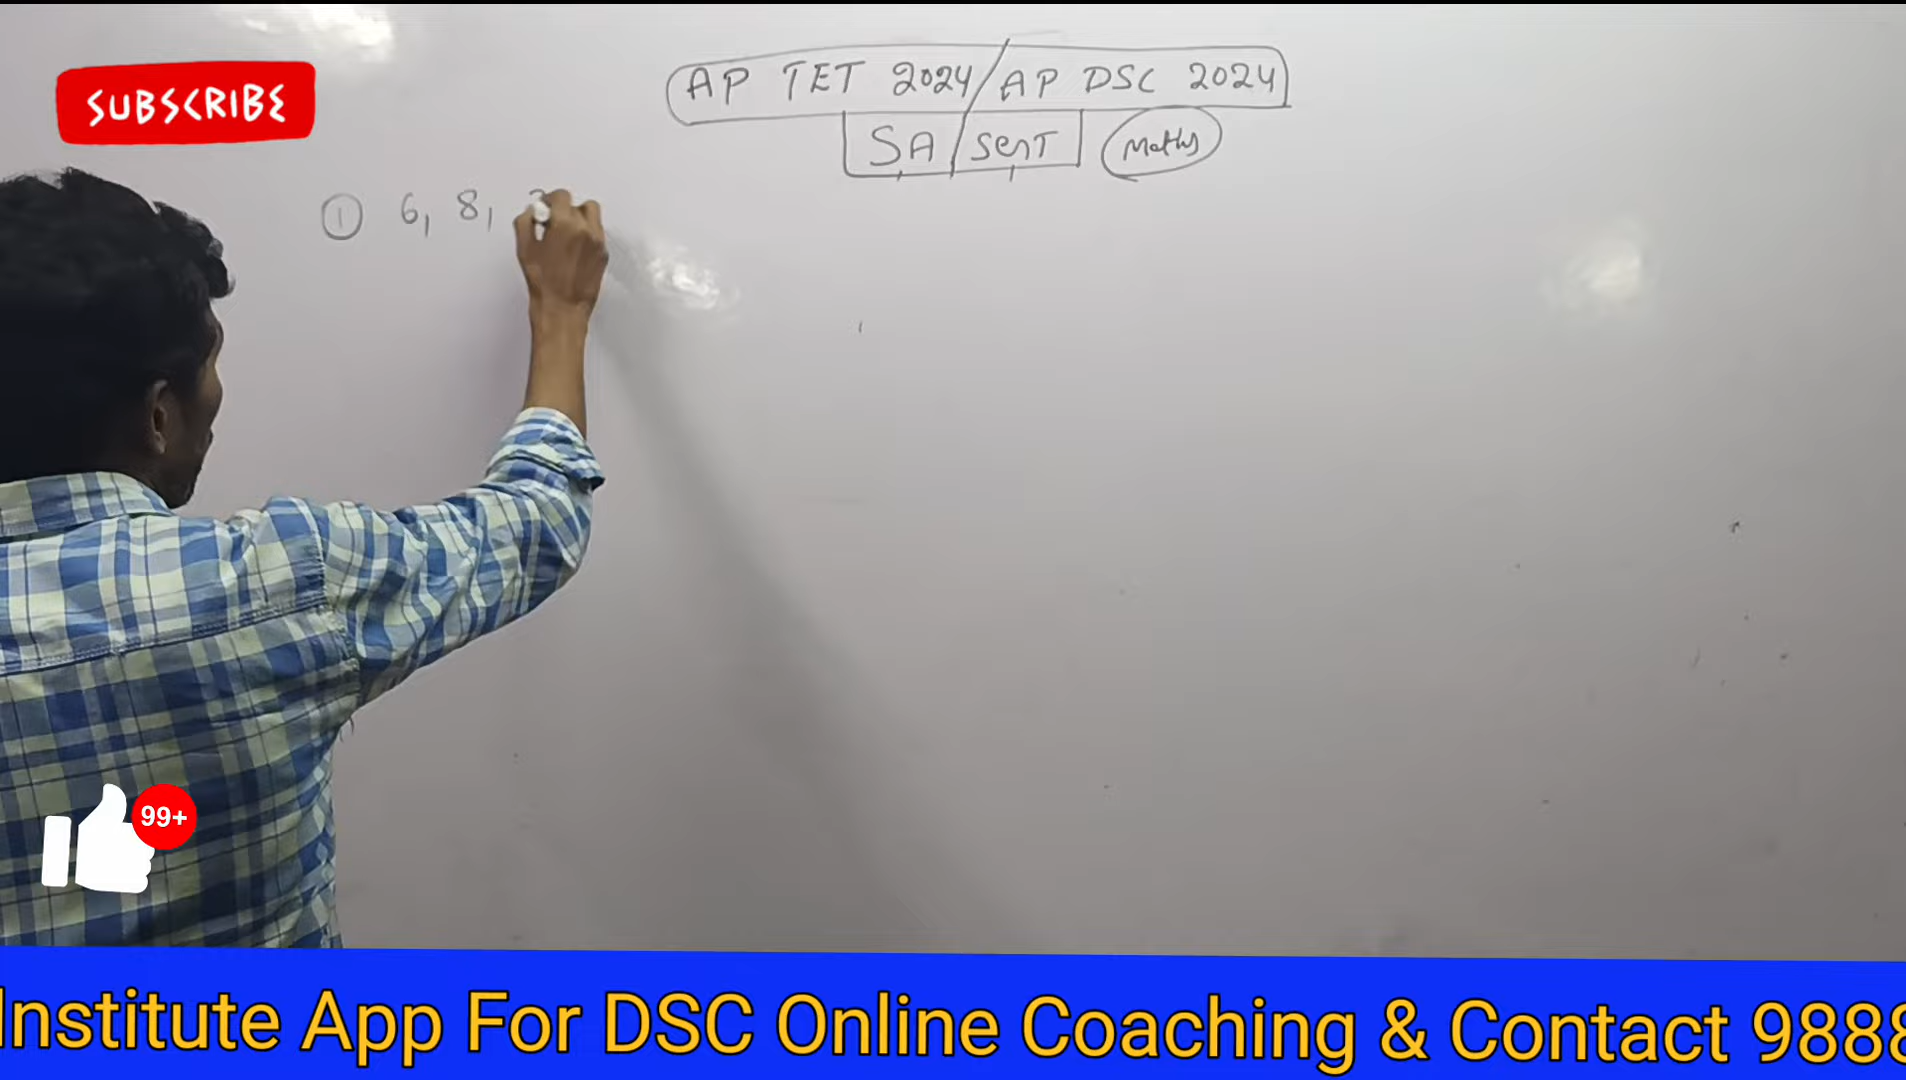 SUBSCRIBE
AP TET 2024/AP DSC 2024
SA/SGT Maths
① 6, 8,
99+
Institute App For DSC Online Coaching & Contact 9888